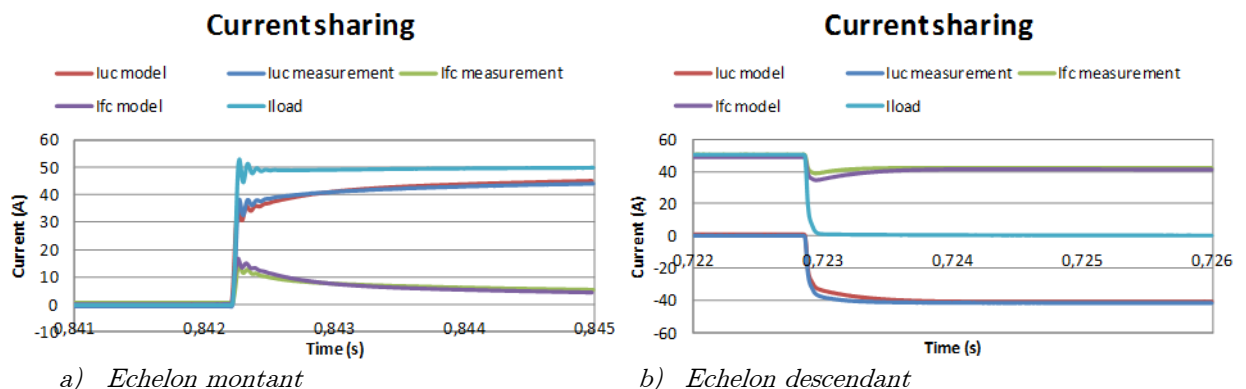 Current sharing
Iuc model
Iuc measurement
Ifc measurement
Ifc model
Iload
60
50
40
30
20
10
0
-10
Current (A)
0,841
0,842
0,843
0,844
0,845
Time (s)
a) Echelon montant
Current sharing
Iuc model
Iuc measurement
Ifc measurement
Ifc model
Iload
60
40
20
0
-20
-40
-60
Current (A)
0,722
0,723
0,724
0,725
0,726
Time (s)
b) Echelon descendant